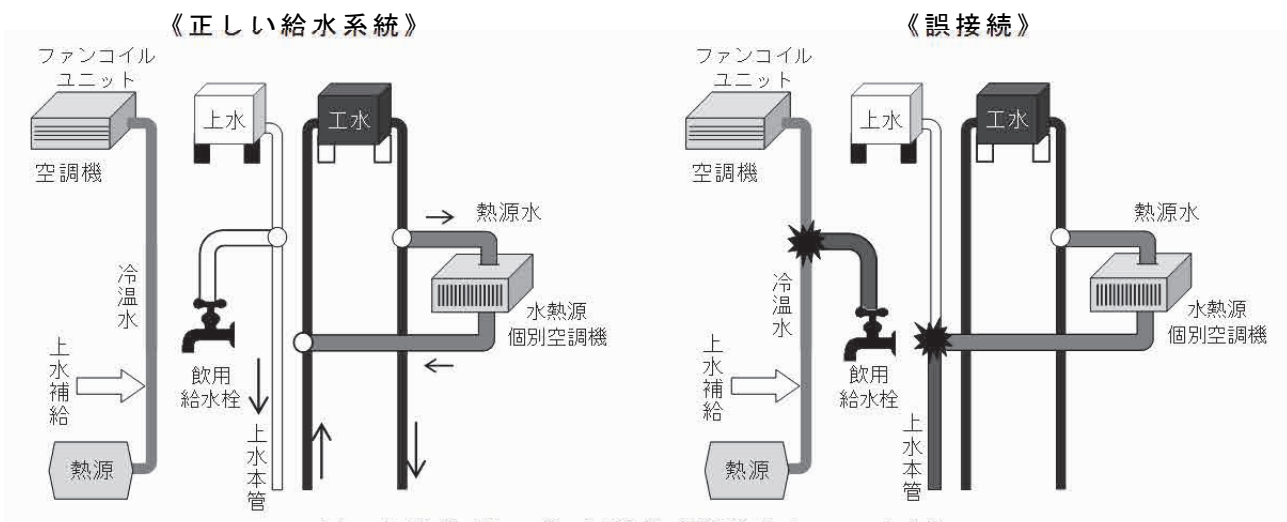 《正しい給水系統》
ファンコイル
ユニット
空調機
上水
工水
熱源水
冷温水
水熱源
個別空調機
上水補給
飲用
給水栓
上水本管
熱源
《誤接続》
ファンコイル
ユニット
空調機
上水
工水
熱源水
冷温水
水熱源
個別空調機
上水補給
飲用
給水栓
上水本管
熱源